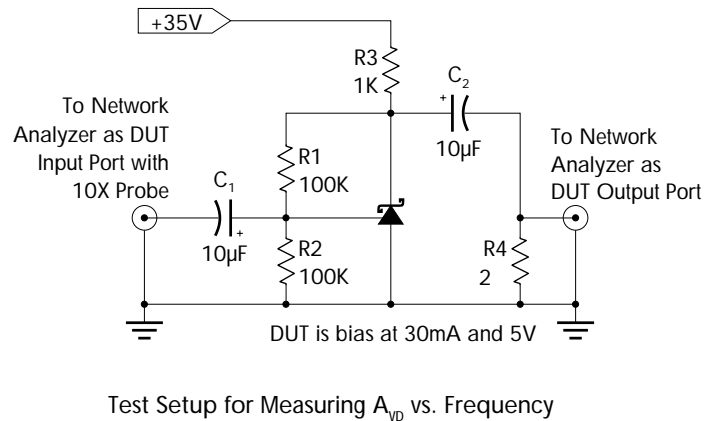 +35V
R3
1K
C2
+
10µF
To Network
Analyzer as DUT
Input Port with
10X Probe
To Network
Analyzer as
DUT Output Port
R1
100K
C1
+
10µF
R2
100K
R4
2
DUT is bias at 30mA and 5V
Test Setup for Measuring AVD vs. Frequency